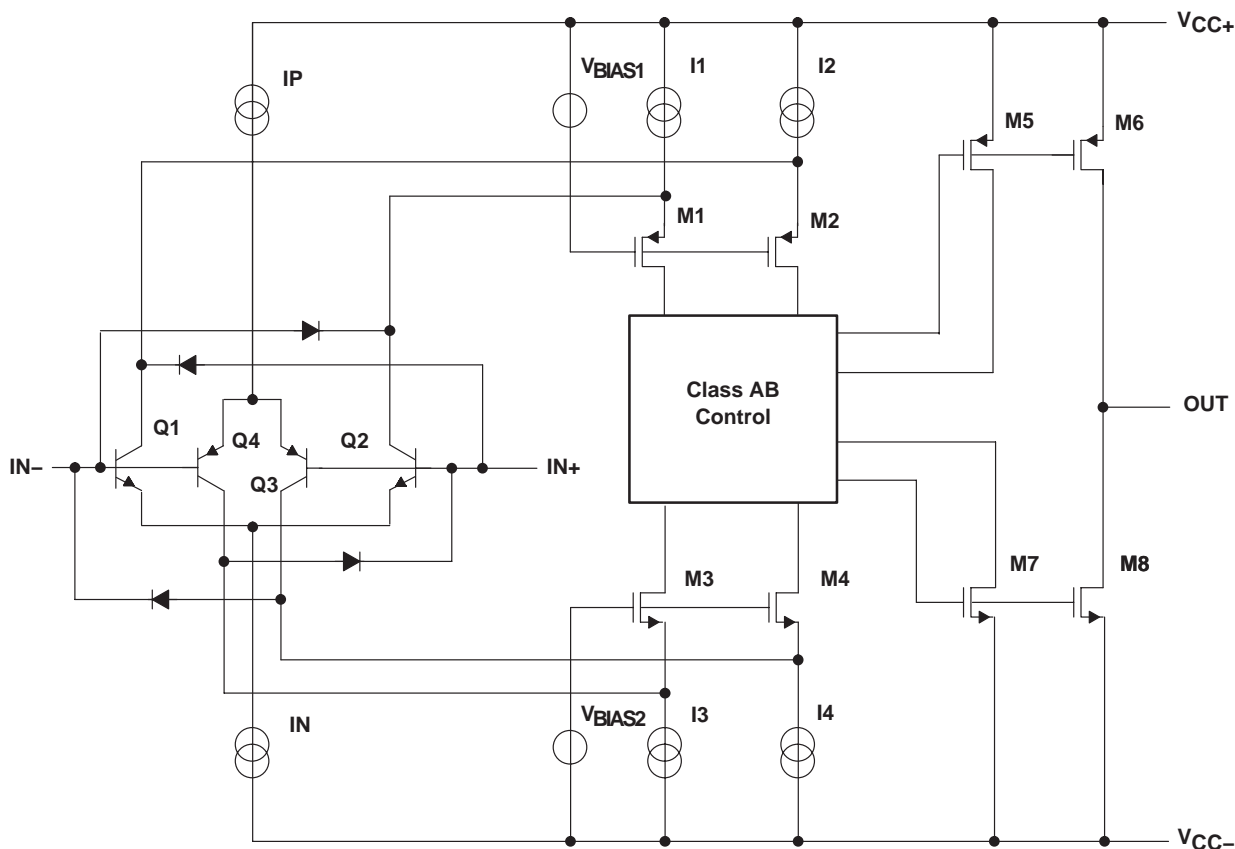 VCC+
IP
VBIAS1
I1
I2
M5
M6
M1
M2
Class AB
Control
OUT
Q1
Q4
Q2
IN–
Q3
IN+
M3
M4
M7
M8
IN
VBIAS2
I3
I4
VCC–